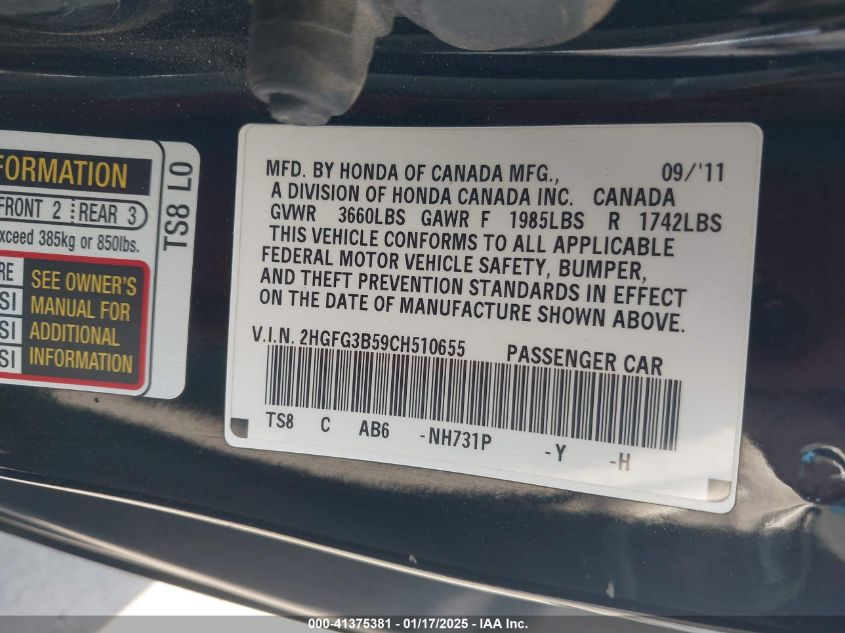 FORMATION
FRONT 2 REAR 3
xceed 385kg or 850lbs.
RE
SI
SI
SI
SEE OWNER'S
MANUAL FOR
ADDITIONAL
INFORMATION
TS8 L0
MFD. BY HONDA OF CANADA MFG., 09/'11
A DIVISION OF HONDA CANADA INC. CANADA
GVWR 3660LBS GAWR F 1985LBS R 1742LBS
THIS VEHICLE CONFORMS TO ALL APPLICABLE
FEDERAL MOTOR VEHICLE SAFETY, BUMPER,
AND THEFT PREVENTION STANDARDS IN EFFECT
ON THE DATE OF MANUFACTURE SHOWN ABOVE.
V.I.N. 2HGFG3B59CH510655 PASSENGER CAR
TS8 C AB6 -NH731P -Y -H
000-41375381 - 01/17/2025 - 1/1 - IAA Inc.